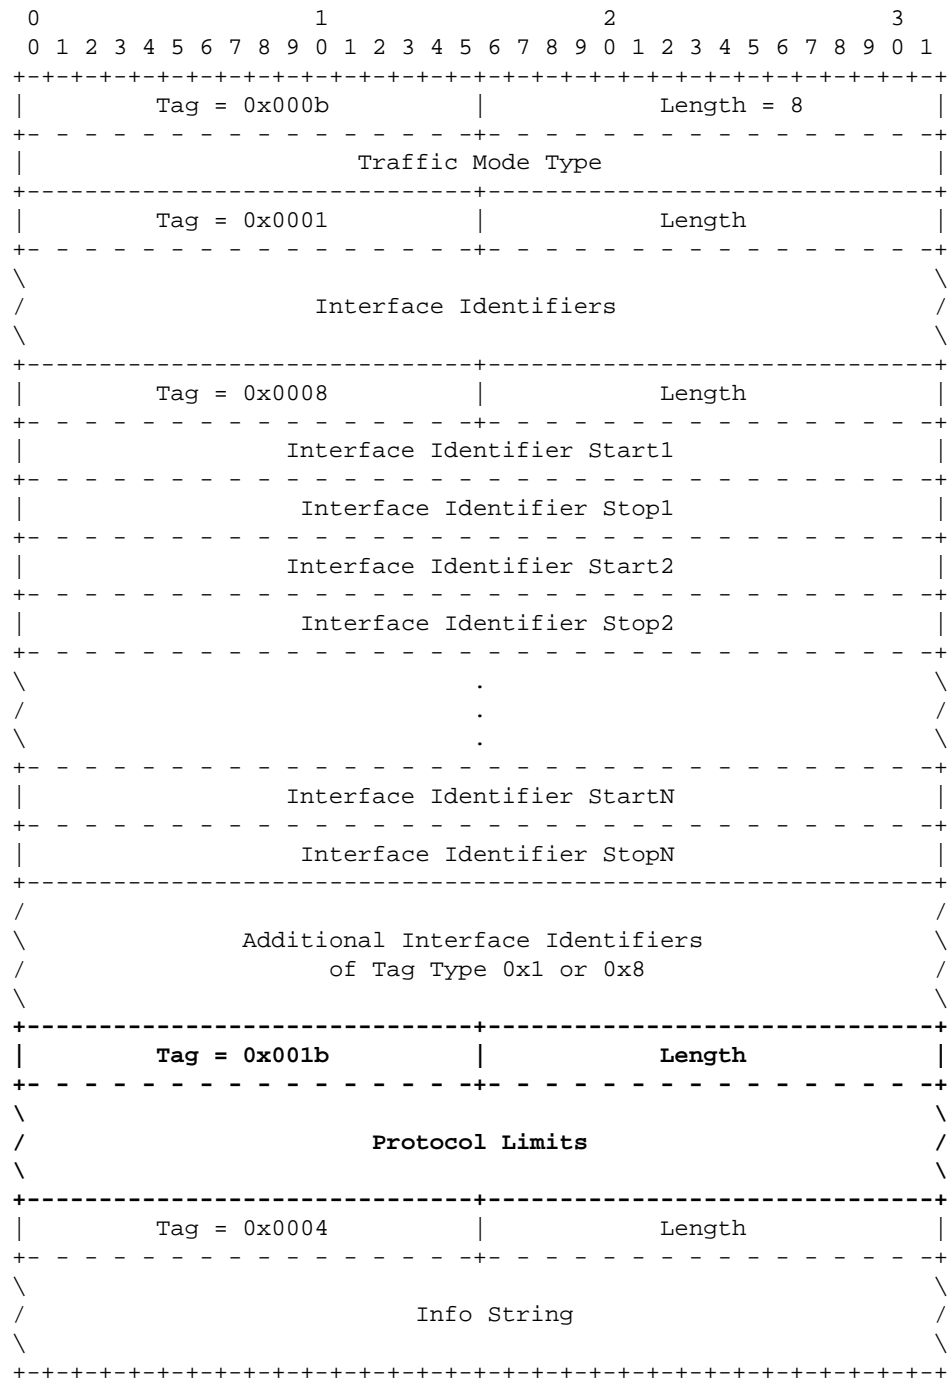 0                   1                   2                   3
 0 1 2 3 4 5 6 7 8 9 0 1 2 3 4 5 6 7 8 9 0 1 2 3 4 5 6 7 8 9 0 1
+-+-+-+-+-+-+-+-+-+-+-+-+-+-+-+-+-+-+-+-+-+-+-+-+-+-+-+-+-+-+-+-+
|         Tag = 0x000b          |            Length = 8         |
+- - - - - - - - - - - - - - - -+- - - - - - - - - - - - - - - -+
|                       Traffic Mode Type                       |
+-------------------------------+-------------------------------+
|         Tag = 0x0001          |            Length             |
+- - - - - - - - - - - - - - - -+- - - - - - - - - - - - - - - -+
\                                                               \
/                    Interface Identifiers                      /
\                                                               \
+-------------------------------+-------------------------------+
|         Tag = 0x0008          |            Length             |
+- - - - - - - - - - - - - - - -+- - - - - - - - - - - - - - - -+
|                  Interface Identifier Start1                  |
+- - - - - - - - - - - - - - - - - - - - - - - - - - - - - - - -+
|                   Interface Identifier Stop1                  |
+- - - - - - - - - - - - - - - - - - - - - - - - - - - - - - - -+
|                  Interface Identifier Start2                  |
+- - - - - - - - - - - - - - - - - - - - - - - - - - - - - - - -+
|                   Interface Identifier Stop2                  |
+- - - - - - - - - - - - - - - - - - - - - - - - - - - - - - - -+
\                               .                               \
/                               .                               /
\                               .                               \
+- - - - - - - - - - - - - - - - - - - - - - - - - - - - - - - -+
|                  Interface Identifier StartN                  |
+- - - - - - - - - - - - - - - - - - - - - - - - - - - - - - - -+
|                   Interface Identifier StopN                  |
+---------------------------------------------------------------+
/                                                               /
\               Additional Interface Identifiers                \
/                     of Tag Type 0x1 or 0x8                    /
\                                                               \
+-------------------------------+-------------------------------+
|         Tag = 0x001b          |            Length             |
+- - - - - - - - - - - - - - - -+- - - - - - - - - - - - - - - -+
\                                                               \
/                        Protocol Limits                        /
\                                                               \
+-------------------------------+-------------------------------+
|         Tag = 0x0004          |            Length             |
+- - - - - - - - - - - - - - - -+- - - - - - - - - - - - - - - -+
\                                                               \
/                           Info String                         /
\                                                               \
+-+-+-+-+-+-+-+-+-+-+-+-+-+-+-+-+-+-+-+-+-+-+-+-+-+-+-+-+-+-+-+-+